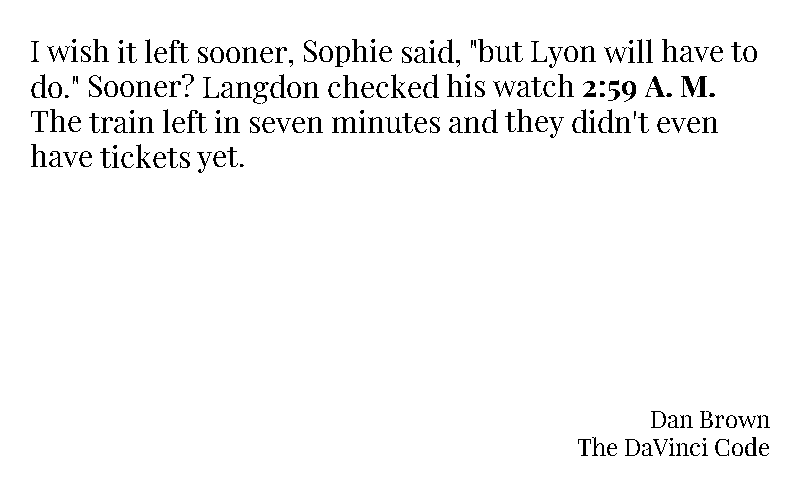 I wish it left sooner, Sophie said, "but Lyon will have to
do." Sooner? Langdon checked his watch 2:59 A. M.
The train left in seven minutes and they didn't even
have tickets yet.
Dan Brown
The DaVinci Code